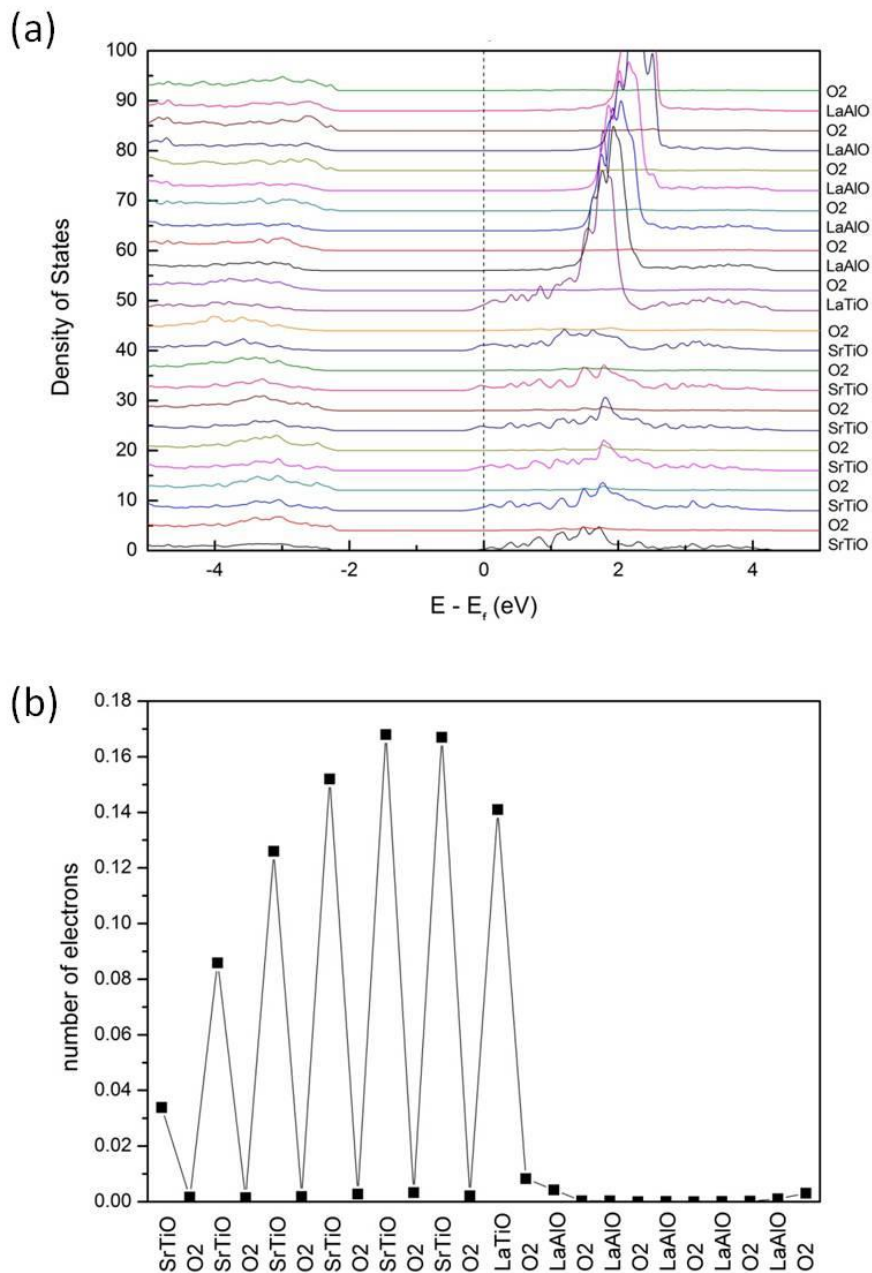 (a)
Density of States
100
90
80
70
60
50
40
30
20
10
0
-4
-2
0
2
4
E - Ef (eV)
O2
LaAlO
O2
LaAlO
O2
LaAlO
O2
LaAlO
O2
LaAlO
O2
LaTiO
O2
SrTiO
O2
SrTiO
O2
SrTiO
O2
SrTiO
O2
SrTiO
O2
SrTiO
(b)
number of electrons
0.18
0.16
0.14
0.12
0.10
0.08
0.06
0.04
0.02
0.00
SrTiO
O2
SrTiO
O2
SrTiO
O2
SrTiO
O2
SrTiO
O2
SrTiO
O2
LaTiO
O2
LaAlO
O2
LaAlO
O2
LaAlO
O2
LaAlO
O2
LaAlO
O2